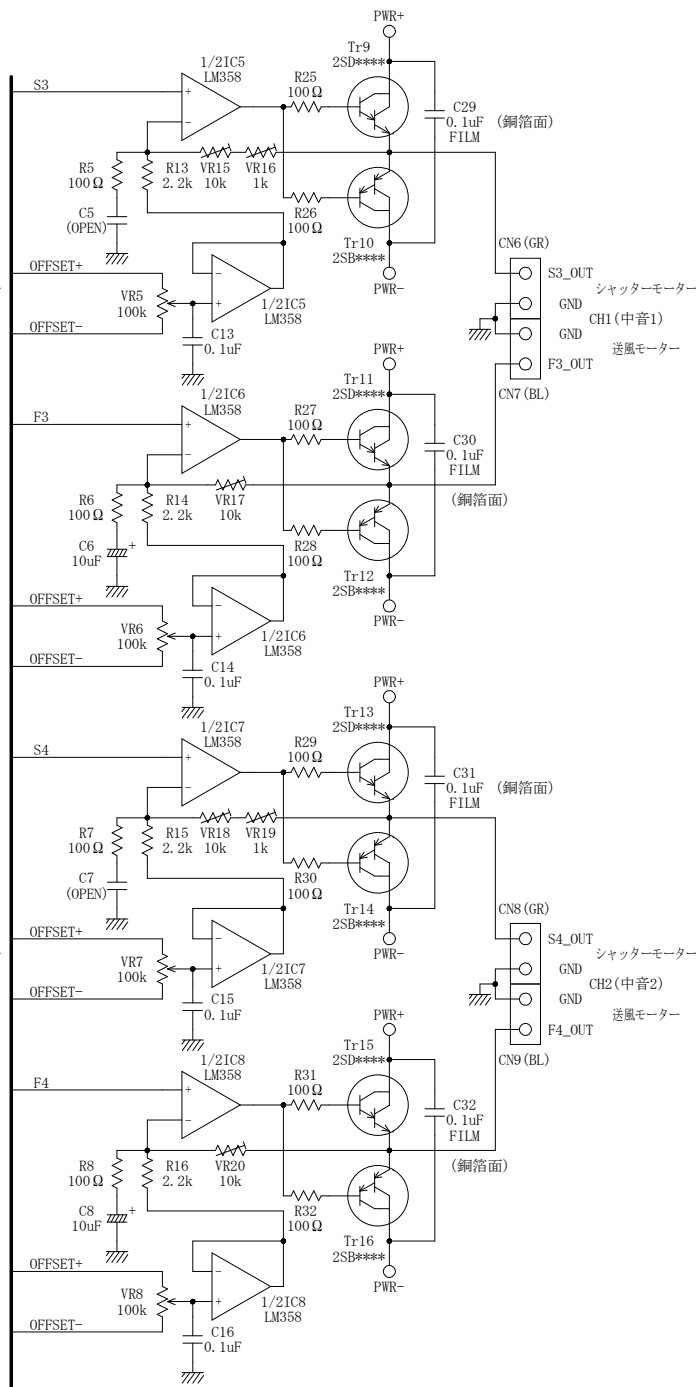 PWR+
Tr9
2SD****
1/2IC5
LM358
S3
R25
100Ω
C29
0.1uF
FILM
(銅箔面)
R5
100Ω
R13
2.2k
VR15
10k
VR16
1k
C5
(OPEN)
R26
100Ω
Tr10
2SB****
PWR-
OFFSET+
VR5
100k
OFFSET-
1/2IC5
LM358
C13
0.1uF
CN6(GR)
S3_OUT
シャッターモーター
GND
CH1(中音1)
GND
送風モーター
F3_OUT
CN7(BL)
PWR+
Tr11
2SD****
1/2IC6
LM358
F3
R27
100Ω
C30
0.1uF
FILM
(銅箔面)
R6
100Ω
R14
2.2k
VR17
10k
C6
10uF
+
R28
100Ω
Tr12
2SB****
PWR-
OFFSET+
VR6
100k
OFFSET-
1/2IC6
LM358
C14
0.1uF
PWR+
Tr13
2SD****
1/2IC7
LM358
S4
R29
100Ω
C31
0.1uF
FILM
(銅箔面)
R7
100Ω
R15
2.2k
VR18
10k
VR19
1k
C7
(OPEN)
R30
100Ω
Tr14
2SB****
PWR-
OFFSET+
VR7
100k
OFFSET-
1/2IC7
LM358
C15
0.1uF
CN8(GR)
S4_OUT
シャッターモーター
GND
CH2(中音2)
GND
送風モーター
F4_OUT
CN9(BL)
PWR+
Tr15
2SD****
1/2IC8
LM358
F4
R31
100Ω
C32
0.1uF
FILM
(銅箔面)
R8
100Ω
R16
2.2k
VR20
10k
C8
10uF
+
R32
100Ω
Tr16
2SB****
PWR-
OFFSET+
VR8
100k
OFFSET-
1/2IC8
LM358
C16
0.1uF